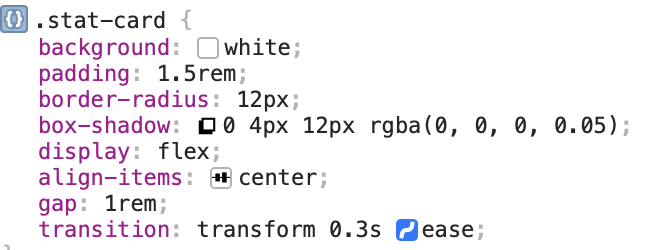 .stat-card {
background: white;
padding: 1.5rem;
border-radius: 12px;
box-shadow: 0 4px 12px rgba(0, 0, 0, 0.05);
display: flex;
align-items: center;
gap: 1rem;
transition: transform 0.3s ease;
}